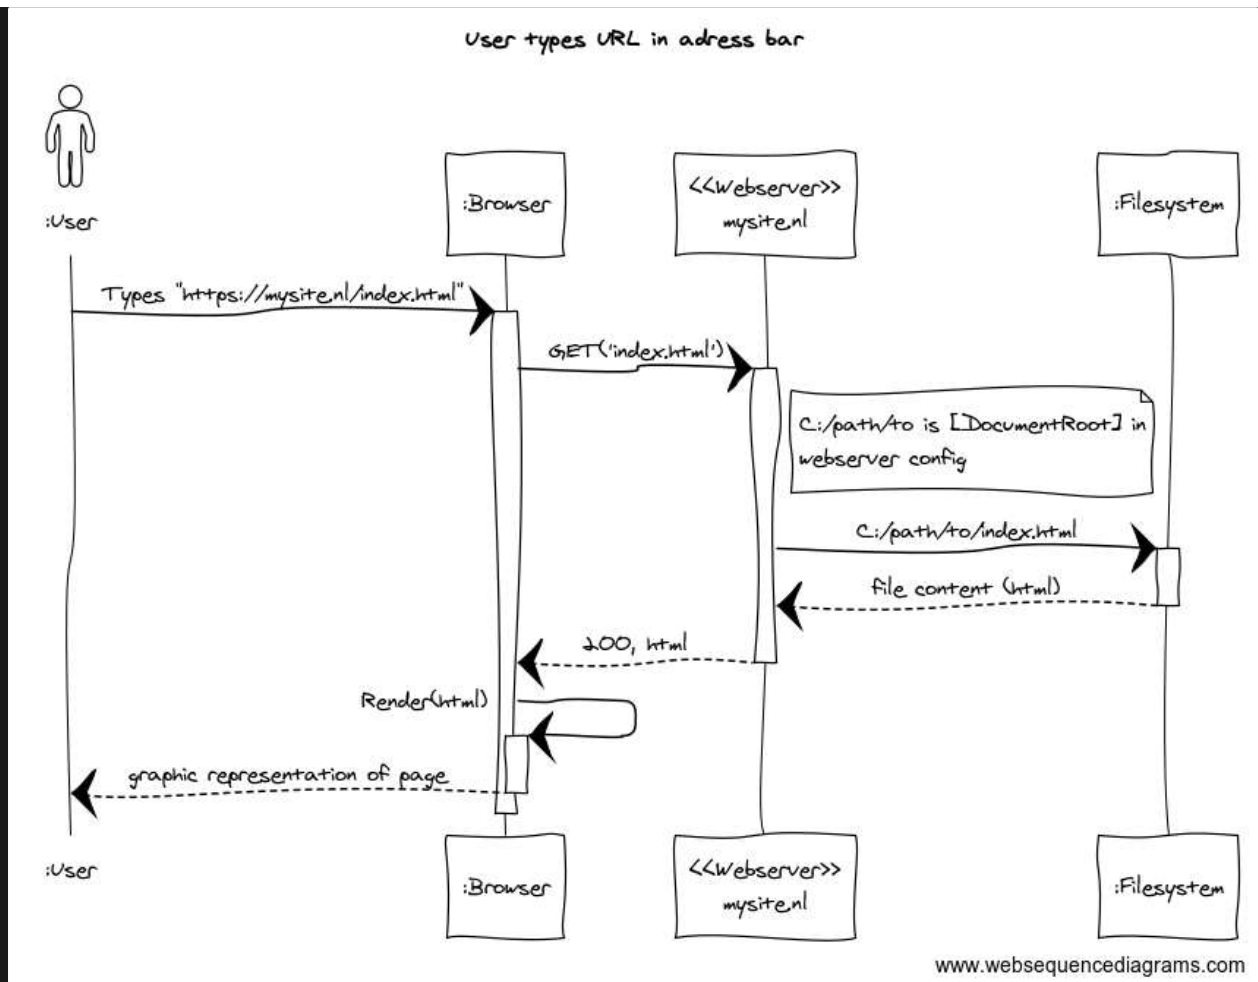 User types URL in adress bar
:User
:Browser
<<Webserver>>
mysite.nl
:Filesystem
Types "https://mysite.nl/index.html"
GET('index.html')
C:/path/to is [DocumentRoot] in
webserver config
C:/path/to/index.html
file content (html)
200, html
Render(html)
graphic representation of page
:User
:Browser
<<Webserver>>
mysite.nl
:Filesystem
www.websequencediagrams.com